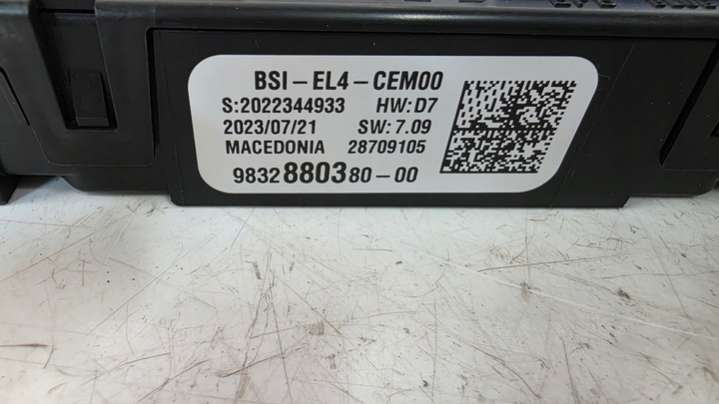 BSI-EL4-CEM00
S:2022344933 HW:D7
2023/07/21 SW:7.09
MACEDONIA 28709105
9832880380-00